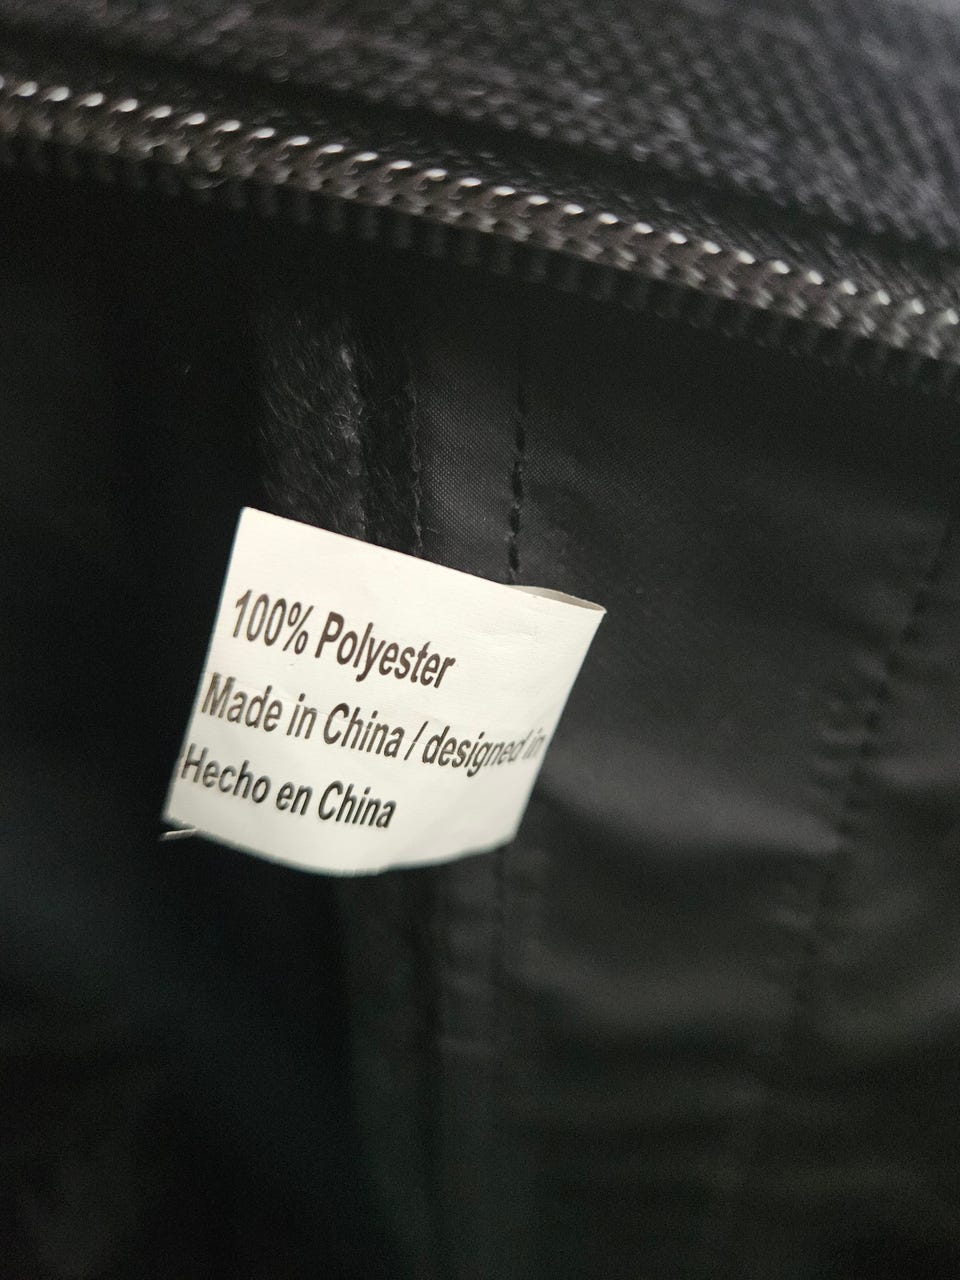 100% Polyester
Made in China / designed in
Hecho en China